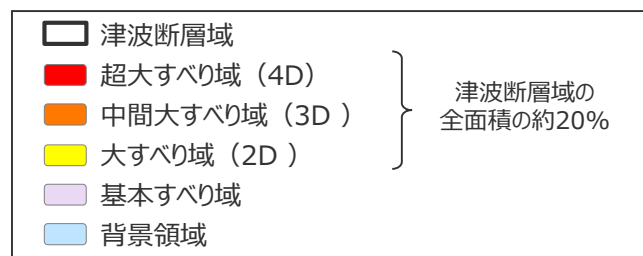 津波断層域
超大すべり域（4D）
中間大すべり域（3D ）
大すべり域（2D ）
基本すべり域
背景領域
津波断層域の
全面積の約20%